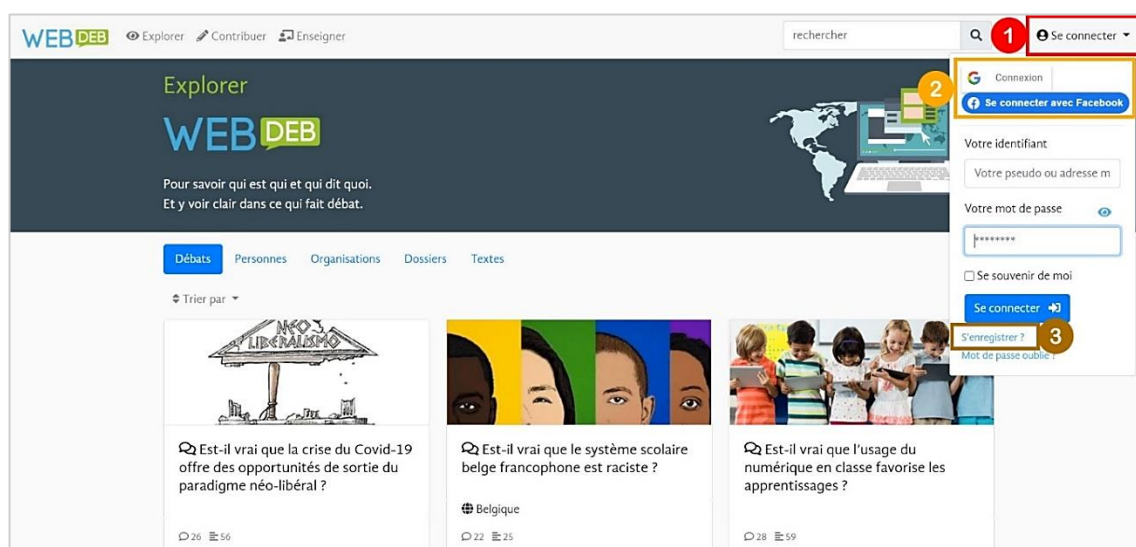 WEBDEB
Explorer
Contribuer
Enseigner
rechercher
1
Se connecter
2
Connexion
Se connecter avec Facebook
Votre identifiant
Votre pseudo ou adresse m
Votre mot de passe
********
Se souvenir de moi
Se connecter
S'enregistrer ?
3
Mot de passe oublié ?
Explorer
WEBDEB
Pour savoir qui est qui et qui dit quoi.
Et y voir clair dans ce qui fait débat.
Débats
Personnes
Organisations
Dossiers
Textes
Trier par
NÉO
LIBERALISMO
Est-il vrai que la crise du Covid-19
offre des opportunités de sortie du
paradigme néo-libéral ?
26 56
Est-il vrai que le système scolaire
belge francophone est raciste ?
Belgique
22 25
Est-il vrai que l'usage du
numérique en classe favorise les
apprentissages ?
28 59